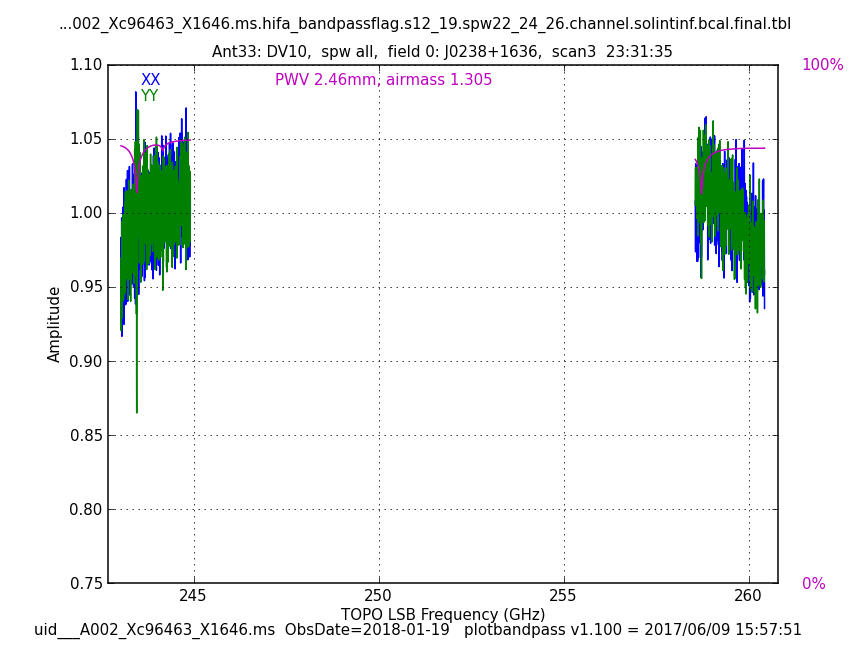 ...002_Xc96463_X1646.ms.hifa_bandpassflag.s12_19.spw22_24_26.channel.solintinf.bcal.final.tbl
Ant33: DV10, spw all, field 0: J0238+1636, scan3 23:31:35
1.10
100%
XX
PWV 2.46mm, airmass 1.305
YY
1.05
1.00
0.95
Amplitude
0.90
0.85
0.80
0.75
0%
245
250
255
260
TOPO LSB Frequency (GHz)
uid___A002_Xc96463_X1646.ms ObsDate=2018-01-19 plotbandpass v1.100 = 2017/06/09 15:57:51